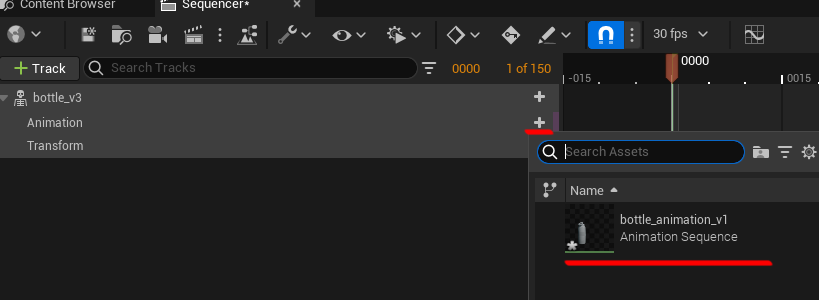 Content Browser Sequencer* ×
30 fps
+ Track Search Tracks 0000 1 of 150 -015 0000 0015
bottle_v3
Animation
Transform
Search Assets
Name
bottle_animation_v1
Animation Sequence